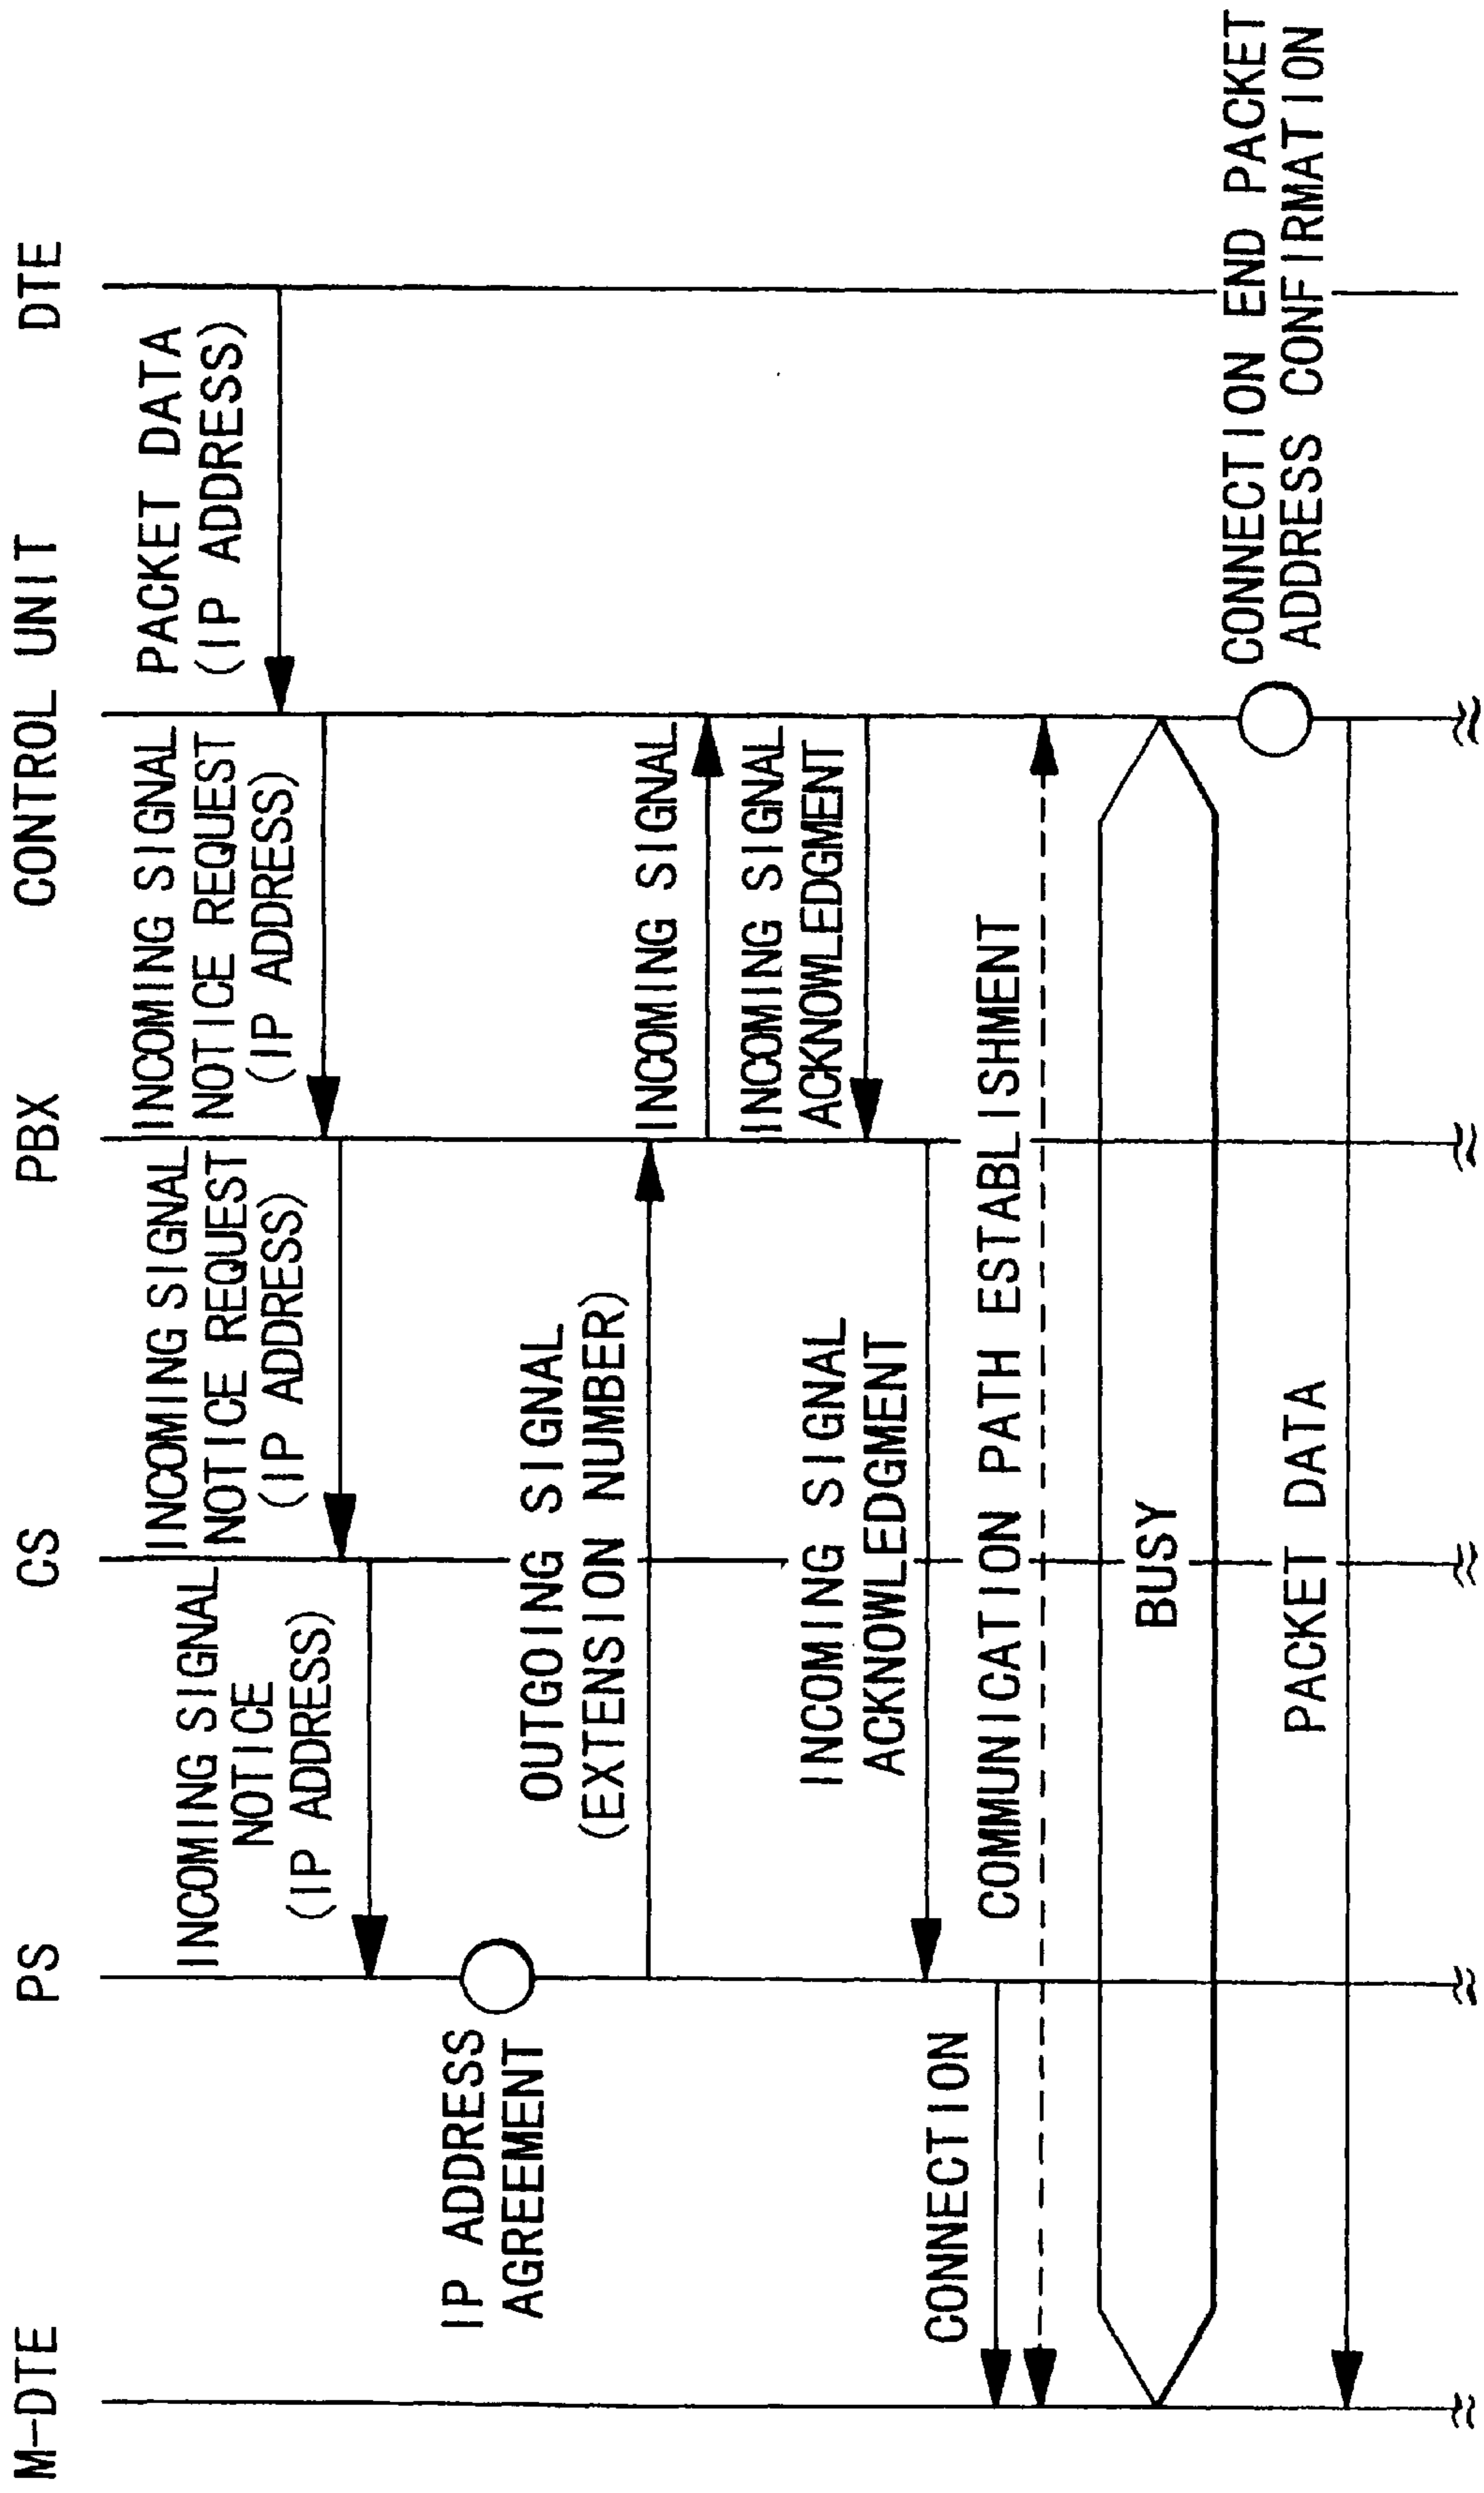 M-DTE
PS
CS
PBX
CONTROL UNIT
DTE
PACKET DATA
(IP ADDRESS)
INCOMING SIGNAL
NOTICE REQUEST
(IP ADDRESS)
INCOMING SIGNAL
NOTICE REQUEST
(IP ADDRESS)
INCOMING SIGNAL
NOTICE
(IP ADDRESS)
IP ADDRESS
AGREEMENT
OUTGOING SIGNAL
(EXTENSION NUMBER)
INCOMING SIGNAL
INCOMING SIGNAL
ACKNOWLEDGMENT
INCOMING SIGNAL
ACKNOWLEDGMENT
CONNECTION
COMMUNICATION PATH ESTABLISHMENT
BUSY
CONNECTION END PACKET
ADDRESS CONFIRMATION
PACKET DATA